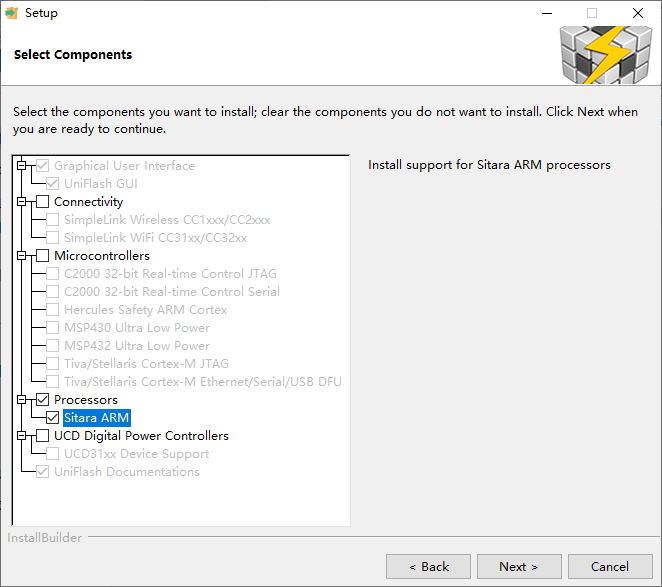 Setup
Select Components
Select the components you want to install; clear the components you do not want to install. Click Next when
you are ready to continue.
Graphical User Interface
UniFlash GUI
Connectivity
SimpleLink Wireless CC1xxx/CC2xxx
SimpleLink WiFi CC31xx/CC32xx
Microcontrollers
C2000 32-bit Real-time Control JTAG
C2000 32-bit Real-time Control Serial
Hercules Safety ARM Cortex
MSP430 Ultra Low Power
MSP432 Ultra Low Power
Tiva/Stellaris Cortex-M JTAG
Tiva/Stellaris Cortex-M Ethernet/Serial/USB DFU
Processors
Sitara ARM
UCD Digital Power Controllers
UCD31xx Device Support
UniFlash Documentations
Install support for Sitara ARM processors
InstallBuilder
< Back
Next >
Cancel